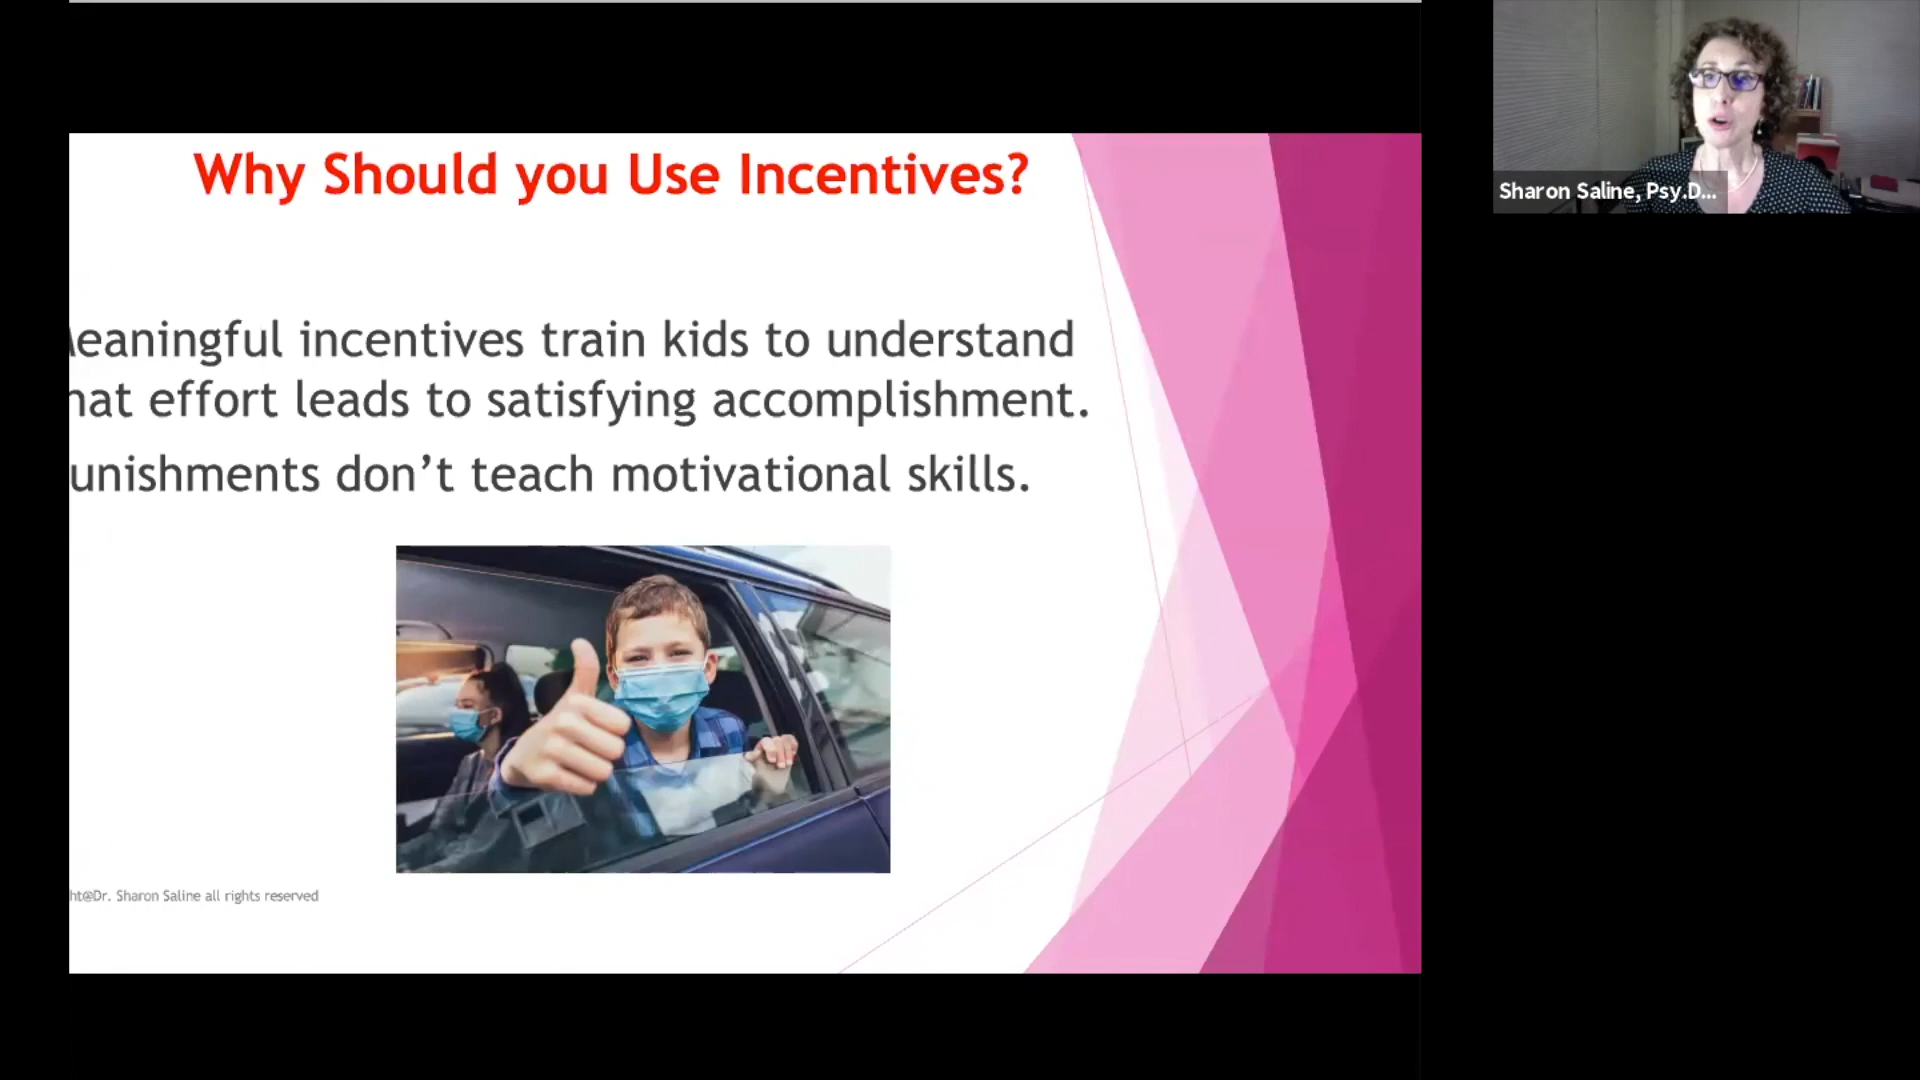 Why Should you Use Incentives?
eaningful incentives train kids to understand
hat effort leads to satisfying accomplishment.
unishments don’t teach motivational skills.
ht@Dr. Sharon Saline all rights reserved
Sharon Saline, Psy.D...